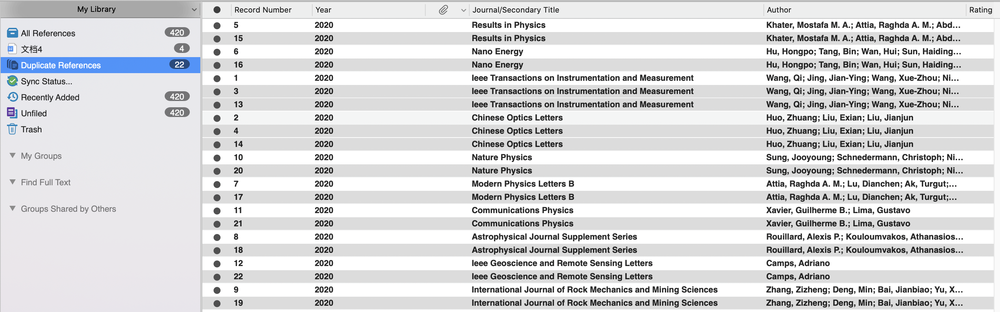 My Library
All References 420
文档4 4
Duplicate References 22
Sync Status...
Recently Added 420
Unfiled 420
Trash
My Groups
Find Full Text
Groups Shared by Others
Record Number Year Journal/Secondary Title Author Rating
5 2020 Results in Physics Khater, Mostafa M. A.; Attia, Raghda A. M.; Abd...
15 2020 Results in Physics Khater, Mostafa M. A.; Attia, Raghda A. M.; Abd...
6 2020 Nano Energy Hu, Hongpo; Tang, Bin; Wan, Hui; Sun, Haiding...
16 2020 Nano Energy Hu, Hongpo; Tang, Bin; Wan, Hui; Sun, Haiding...
1 2020 Ieee Transactions on Instrumentation and Measurement Wang, Qi; Jing, Jian-Ying; Wang, Xue-Zhou; Ni...
3 2020 Ieee Transactions on Instrumentation and Measurement Wang, Qi; Jing, Jian-Ying; Wang, Xue-Zhou; Ni...
13 2020 Ieee Transactions on Instrumentation and Measurement Wang, Qi; Jing, Jian-Ying; Wang, Xue-Zhou; Ni...
2 2020 Chinese Optics Letters Huo, Zhuang; Liu, Exian; Liu, Jianjun
4 2020 Chinese Optics Letters Huo, Zhuang; Liu, Exian; Liu, Jianjun
14 2020 Chinese Optics Letters Huo, Zhuang; Liu, Exian; Liu, Jianjun
10 2020 Nature Physics Sung, Jooyoung; Schnedermann, Christoph; Ni...
20 2020 Nature Physics Sung, Jooyoung; Schnedermann, Christoph; Ni...
7 2020 Modern Physics Letters B Attia, Raghda A. M.; Lu, Dianchen; Ak, Turgut;...
17 2020 Modern Physics Letters B Attia, Raghda A. M.; Lu, Dianchen; Ak, Turgut;...
11 2020 Communications Physics Xavier, Guilherme B.; Lima, Gustavo
21 2020 Communications Physics Xavier, Guilherme B.; Lima, Gustavo
8 2020 Astrophysical Journal Supplement Series Rouillard, Alexis P.; Kouloumvakos, Athanasios...
18 2020 Astrophysical Journal Supplement Series Rouillard, Alexis P.; Kouloumvakos, Athanasios...
12 2020 Ieee Geoscience and Remote Sensing Letters Camps, Adriano
22 2020 Ieee Geoscience and Remote Sensing Letters Camps, Adriano
9 2020 International Journal of Rock Mechanics and Mining Sciences Zhang, Zizheng; Deng, Min; Bai, Jianbiao; Yu, X...
19 2020 International Journal of Rock Mechanics and Mining Sciences Zhang, Zizheng; Deng, Min; Bai, Jianbiao; Yu, X...